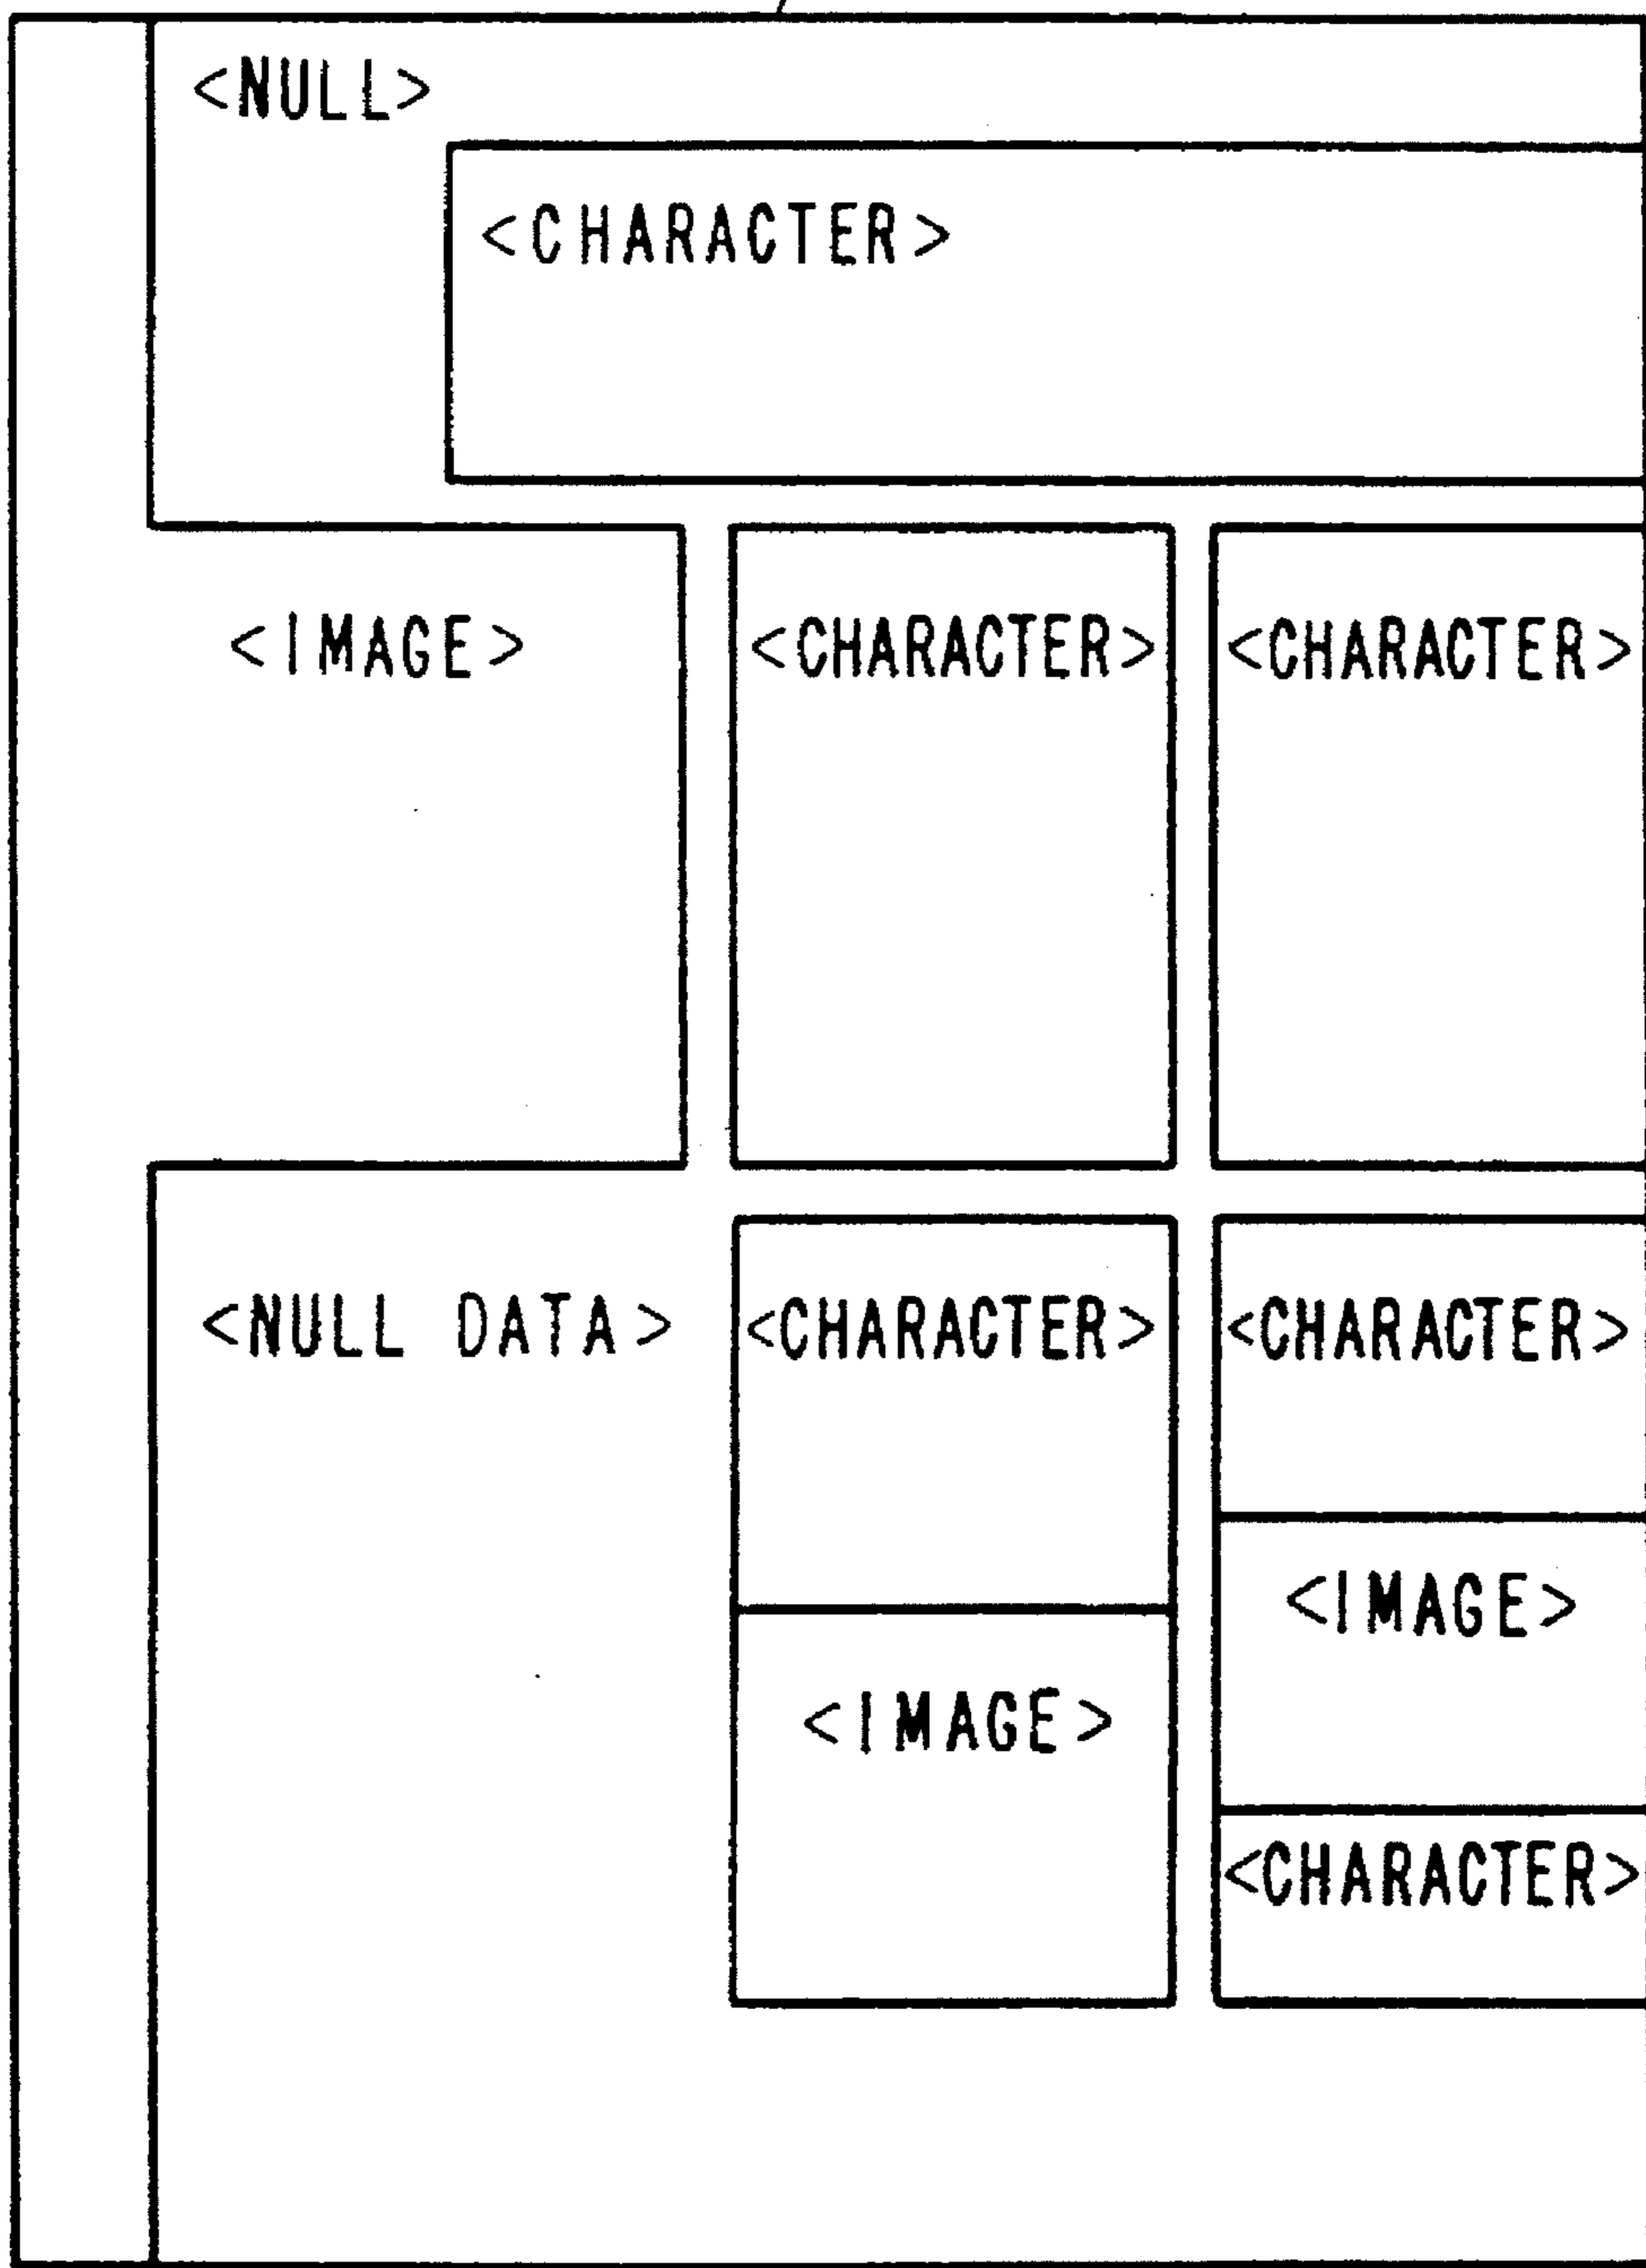 <NULL>
<CHARACTER>
<IMAGE> <CHARACTER> <CHARACTER>
<NULL DATA> <CHARACTER> <CHARACTER>
<IMAGE>
<IMAGE>
<CHARACTER>